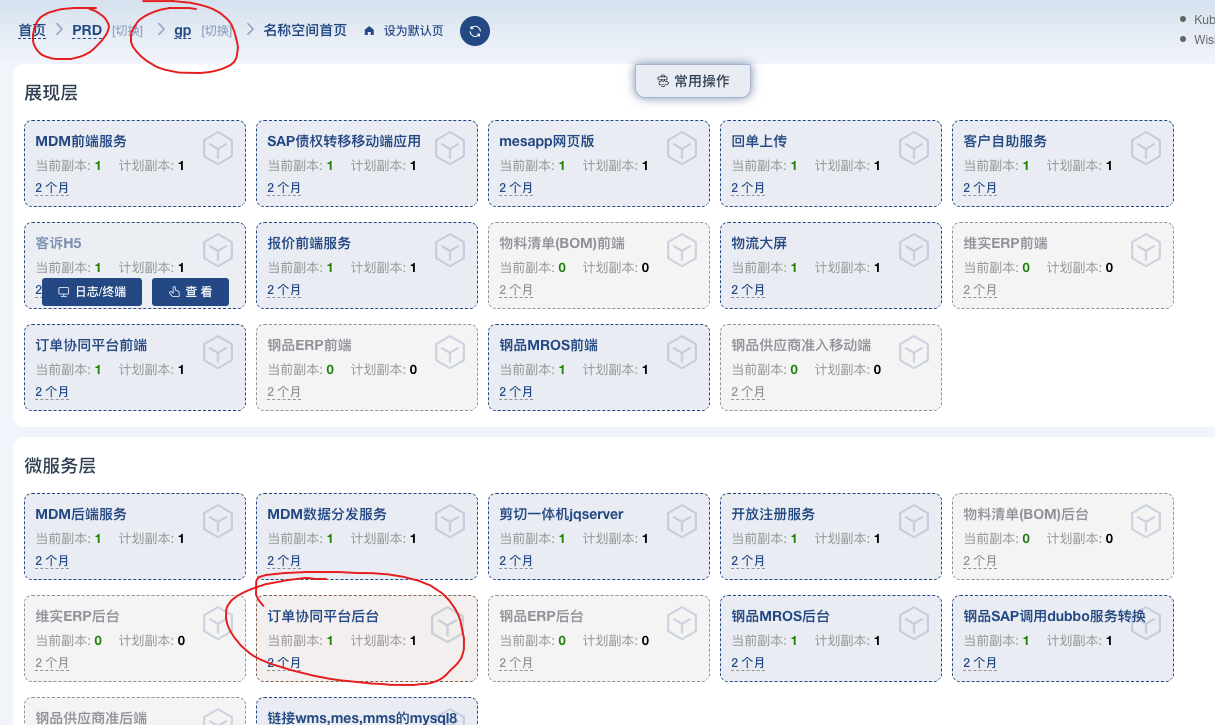 首页 > PRD [切换] > gp [切换] > 名称空间首页 设为默认页
Kub
Wisl
常用操作
展现层
MDM前端服务
当前副本: 1 计划副本: 1
2 个月
SAP债权转移移动端应用
当前副本: 1 计划副本: 1
2 个月
mesapp网页版
当前副本: 1 计划副本: 1
2 个月
回单上传
当前副本: 1 计划副本: 1
2 个月
客户自助服务
当前副本: 1 计划副本: 1
2 个月
客诉H5
当前副本: 1 计划副本: 1
2
日志/终端
查 看
报价前端服务
当前副本: 1 计划副本: 1
2 个月
物料清单(BOM)前端
当前副本: 0 计划副本: 0
2 个月
物流大屏
当前副本: 1 计划副本: 1
2 个月
维实ERP前端
当前副本: 0 计划副本: 0
2 个月
订单协同平台前端
当前副本: 1 计划副本: 1
2 个月
钢品ERP前端
当前副本: 0 计划副本: 0
2 个月
钢品MROS前端
当前副本: 1 计划副本: 1
2 个月
钢品供应商准入移动端
当前副本: 0 计划副本: 0
2 个月
微服务层
MDM后端服务
当前副本: 1 计划副本: 1
2 个月
MDM数据分发服务
当前副本: 1 计划副本: 1
2 个月
剪切一体机jqserver
当前副本: 1 计划副本: 1
2 个月
开放注册服务
当前副本: 1 计划副本: 1
2 个月
物料清单(BOM)后台
当前副本: 0 计划副本: 0
2 个月
维实ERP后台
当前副本: 0 计划副本: 0
2 个月
订单协同平台后台
当前副本: 1 计划副本: 1
2 个月
钢品ERP后台
当前副本: 0 计划副本: 0
2 个月
钢品MROS后台
当前副本: 1 计划副本: 1
2 个月
钢品SAP调用dubbo服务转换
当前副本: 1 计划副本: 1
2 个月
钢品供应商准后端
链接wms,mes,mms的mysql8